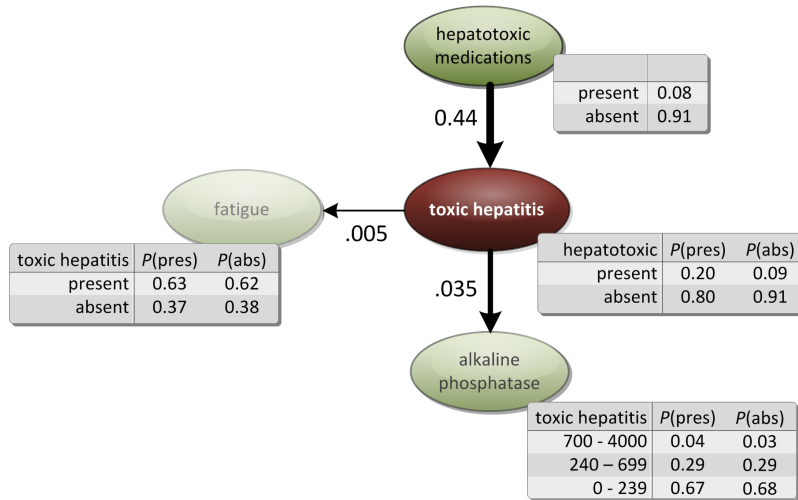 hepatotoxic
medications
present 0.08
absent 0.91
0.44
fatigue
toxic hepatitis
.005
toxic hepatitis P(pres) P(abs)
present 0.63 0.62
absent 0.37 0.38
hepatotoxic P(pres) P(abs)
present 0.20 0.09
absent 0.80 0.91
.035
alkaline
phosphatase
toxic hepatitis P(pres) P(abs)
700 - 4000 0.04 0.03
240 – 699 0.29 0.29
0 - 239 0.67 0.68